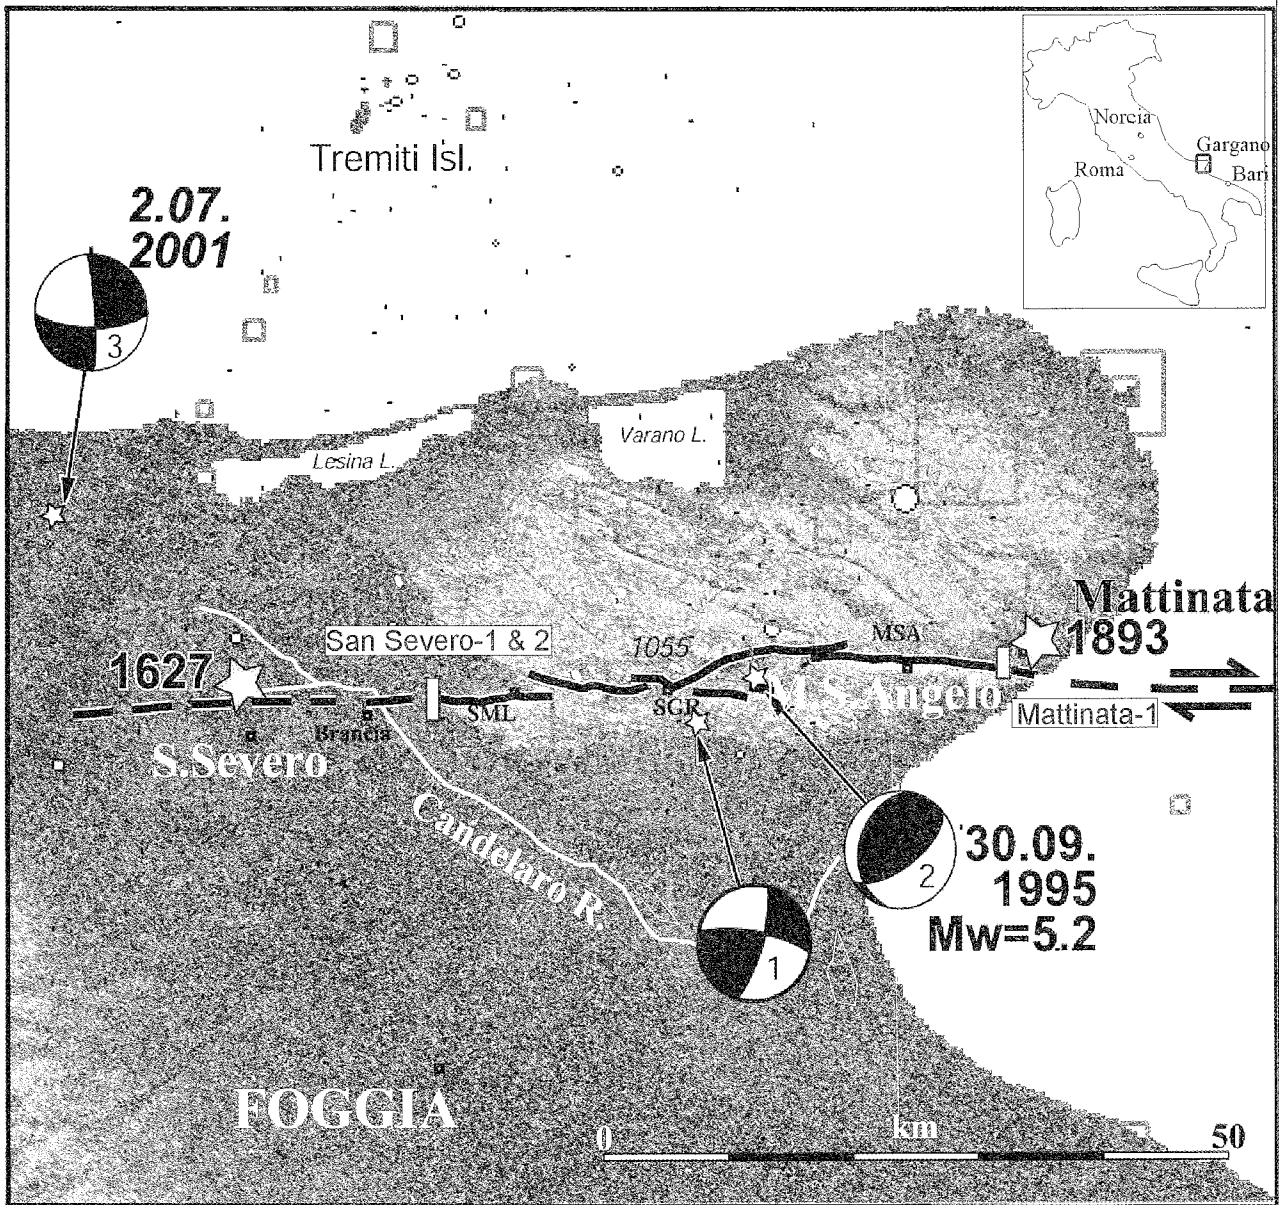 Norcia
Gargano
Roma
Bari
Tremiti Isl.
2.07.
2001
3
Varano L.
Lesina L.
Mattinata
1893
San Severo-1 & 2
1055
MSA
1627
M.S.Angelo
SML
SGR
Mattinata-1
Brancia
S.Severo
Candelaro R.
30.09.
1995
Mw=5.2
2
1
FOGGIA
km
0
50